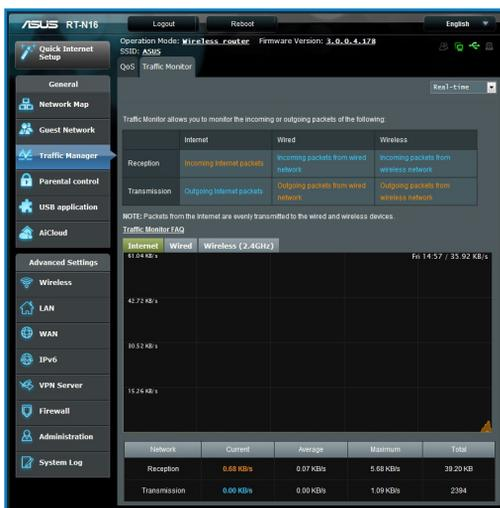 ASUS RT-N16
Logout
Reboot
English
Operation Mode: Wireless router Firmware Version: 3.0.0.4.178
SSID: ASUS
Quick Internet
Setup
QoS
Traffic Monitor
General
Network Map
Guest Network
Traffic Manager
Parental control
USB application
AiCloud
Advanced Settings
Wireless
LAN
WAN
IPv6
VPN Server
Firewall
Administration
System Log
Real-time
Traffic Monitor allows you to monitor the incoming or outgoing packets of the following:
Internet Wired Wireless
Reception
Incoming Internet packets
Incoming packets from wired
network
Incoming packets from
wireless network
Transmission
Outgoing Internet packets
Outgoing packets from wired
network
Outgoing packets from
wireless network
NOTE: Packets from the Internet are evenly transmitted to the wired and wireless devices.
Traffic Monitor FAQ
Internet Wired Wireless (2.4GHz)
61.04 KB/s
Fri 14:57 / 35.92 KB/s
42.72 KB/s
30.52 KB/s
15.26 KB/s
Network Current Average Maximum Total
Reception 0.68 KB/s 0.07 KB/s 5.68 KB/s 39.20 KB
Transmission 0.00 KB/s 0.00 KB/s 1.09 KB/s 2394